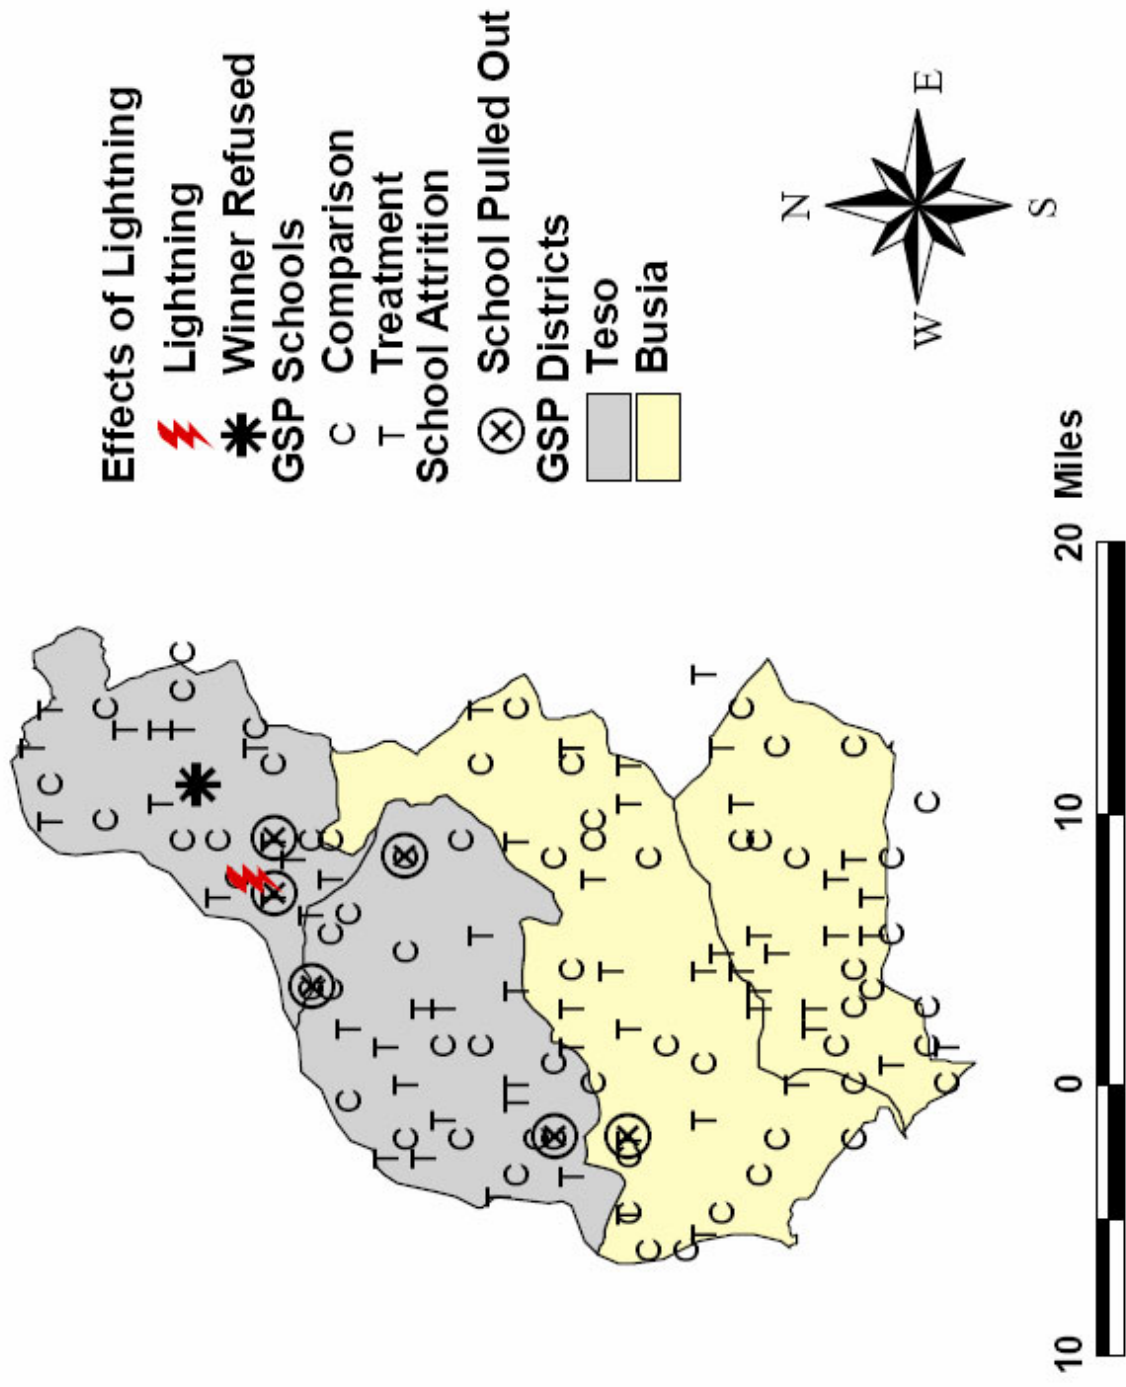 Effects of Lightning
Lightning
Winner Refused
GSP Schools
C Comparison
T Treatment
School Attrition
School Pulled Out
GSP Districts
Teso
Busia
N
W E
S
10 0 10 20 Miles